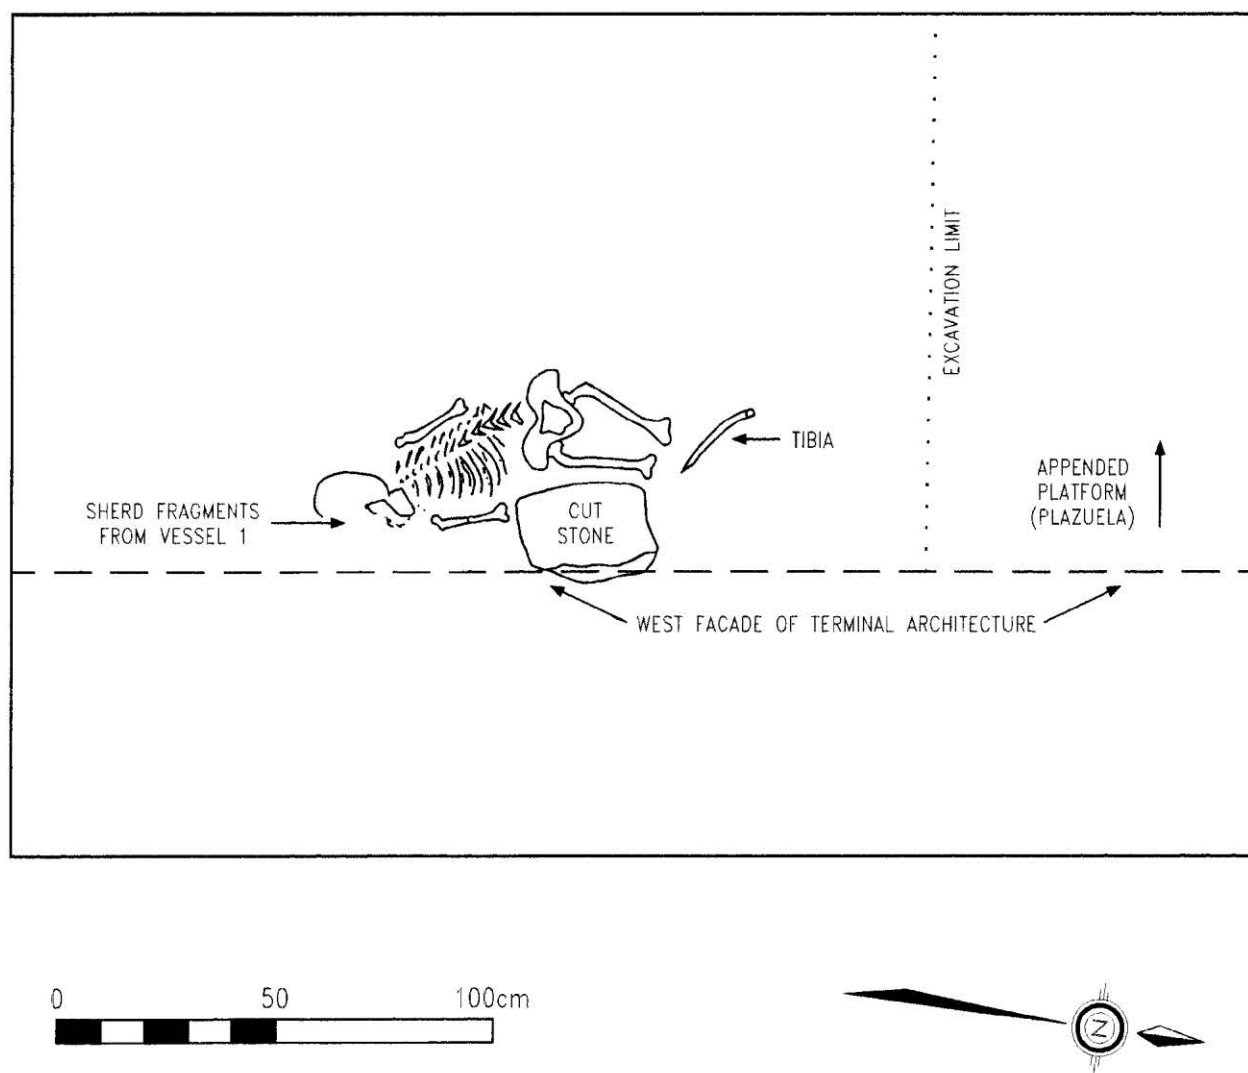 EXCAVATION LIMIT
TIBIA
APPENDED
PLATFORM
(PLAZUELA)
SHERD FRAGMENTS
FROM VESSEL 1
CUT
STONE
WEST FACADE OF TERMINAL ARCHITECTURE
0 50 100cm
N